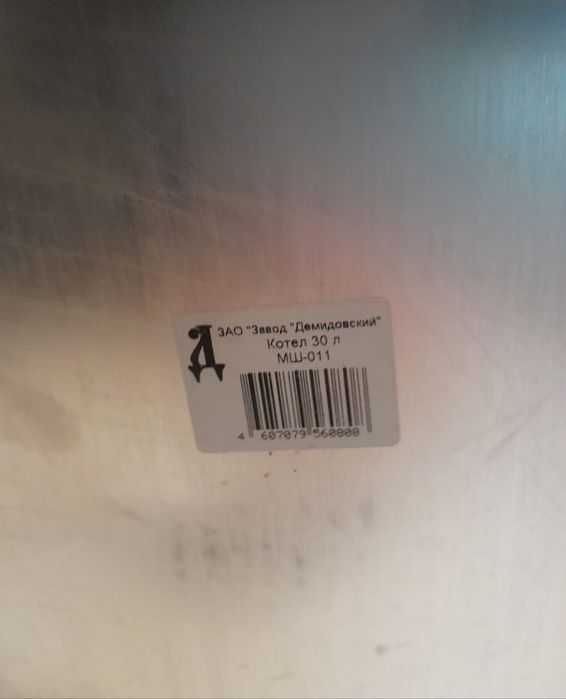 Д
ЗАО "Завод "Демидовский"
Котел 30 л
МШ-011
4 607079 560808